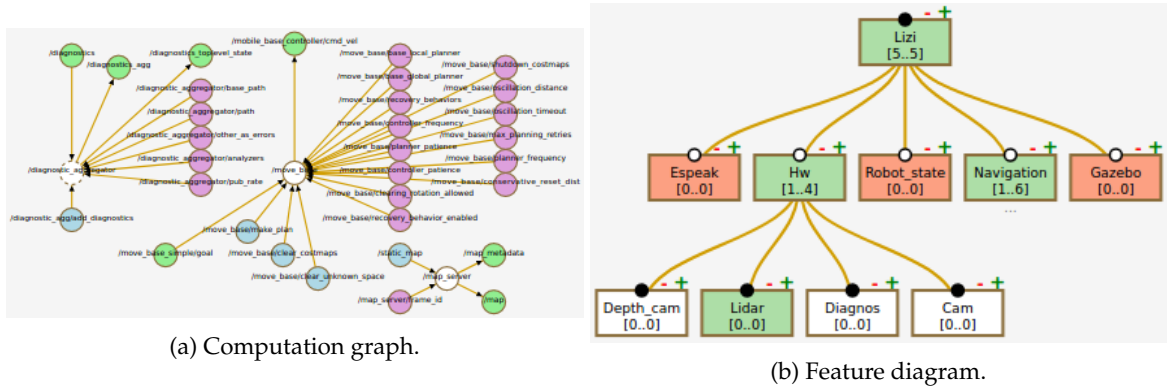 /diagnostics
/diagnostics_agg
/diagnostics_toplevel_state
/mobile_base_controller/cmd_vel
/move_base/base_local_planner
/move_base/shutdown_costmaps
/move_base/base_global_planner
/move_base/oscillation_distance
/diagnostic_aggregator/base_path
/move_base/recovery_behaviors
/move_base/oscillation_timeout
/diagnostic_aggregator/path
/move_base/controller_frequency
/move_base/max_planning_retries
/diagnostic_aggregator/other_as_errors
/move_base/planner_patience
/move_base/planner_frequency
/diagnostic_aggregator/analyzers
/diagnostic_aggregator
/move_base/controller_patience
/diagnostic_aggregator/pub_rate
/move_base/conservative_reset_dist
/move_base/clearing_rotation_allowed
/diagnostic_agg/add_diagnostics
/move_base/recovery_behavior_enabled
/move_base/make_plan
/move_base_simple/goal
/move_base/clear_costmaps
/static_map
/map_metadata
/move_base/clear_unknown_space
/map_server
/map_server/frame_id
/map
(a) Computation graph.
- +
Lizi
[5..5]
- +
- +
- +
- +
- +
Espeak
[0..0]
Hw
[1..4]
Robot_state
[0..0]
Navigation
[1..6]
...
Gazebo
[0..0]
- +
- +
- +
- +
Depth_cam
[0..0]
Lidar
[0..0]
Diagnos
[0..0]
Cam
[0..0]
(b) Feature diagram.